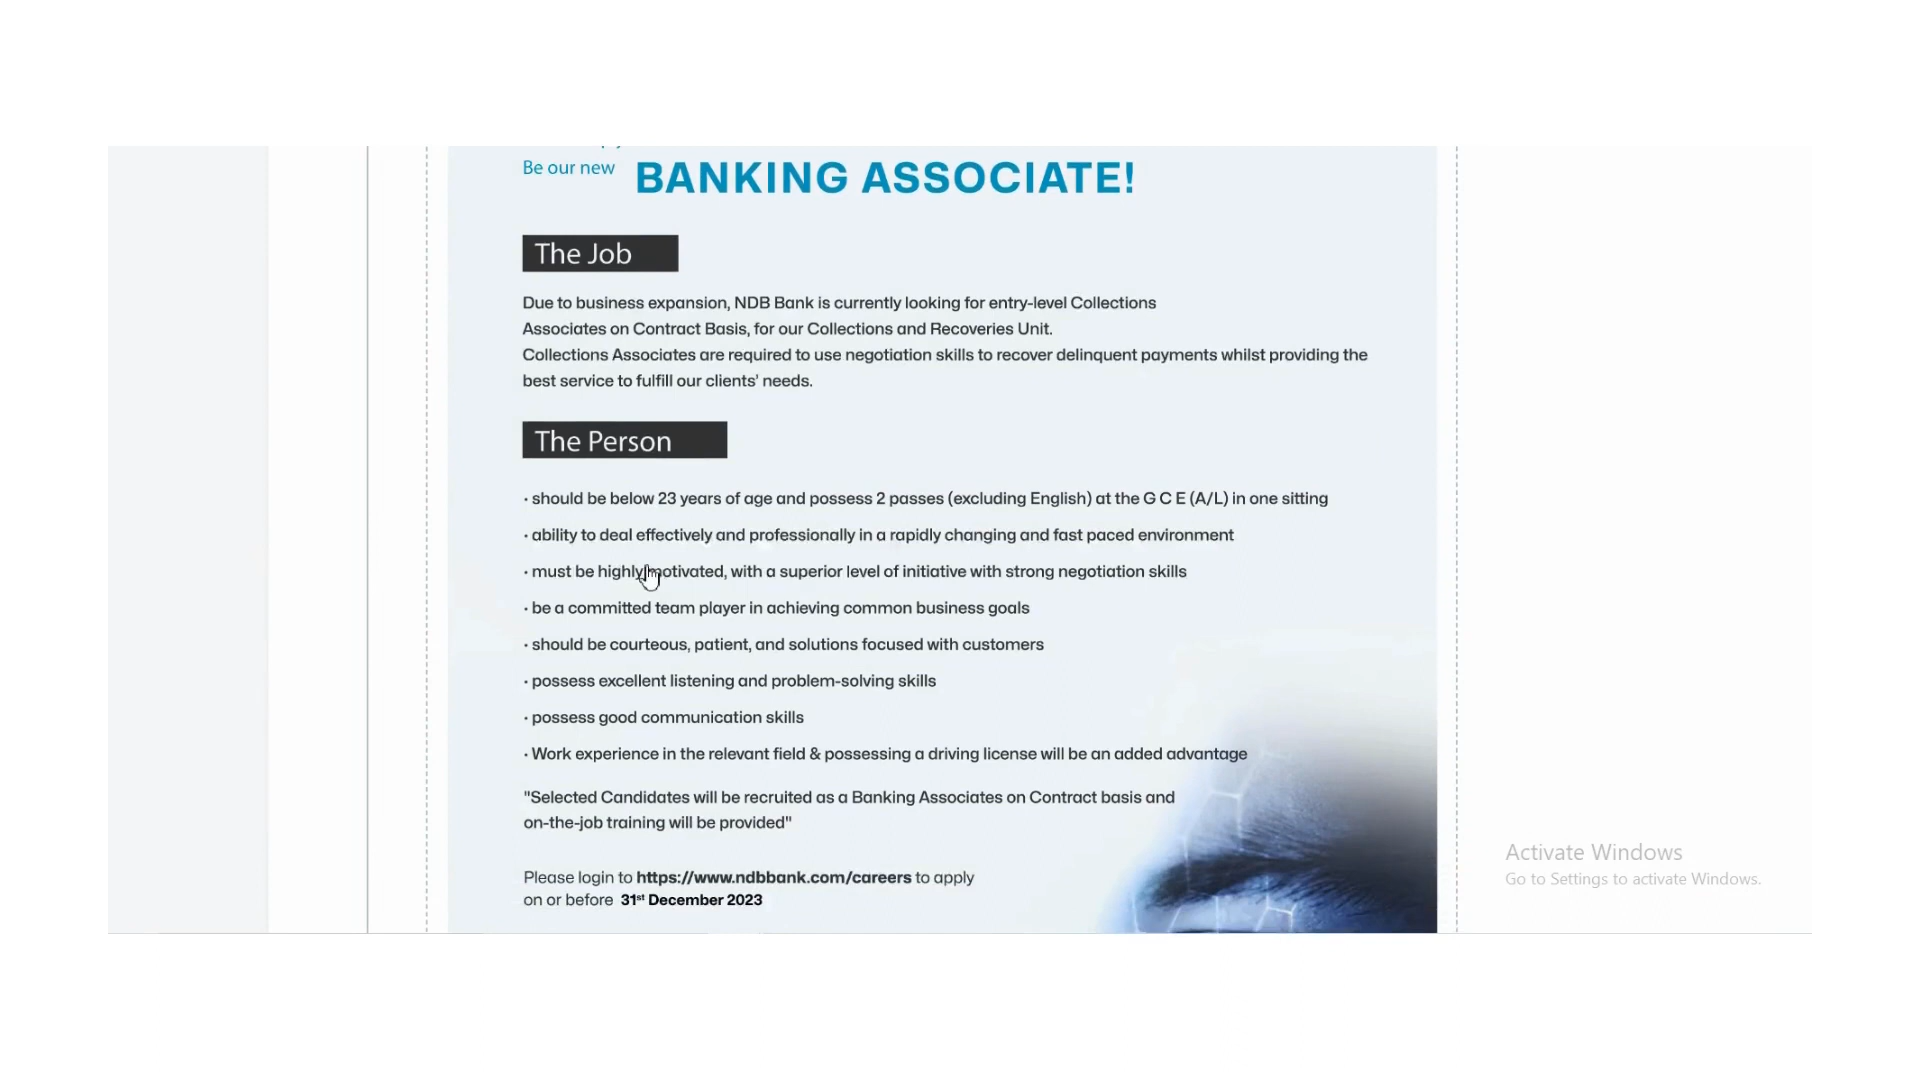 Be our new BANKING ASSOCIATE!
The Job
Due to business expansion, NDB Bank is currently looking for entry-level Collections
Associates on Contract Basis, for our Collections and Recoveries Unit.
Collections Associates are required to use negotiation skills to recover delinquent payments whilst providing the
best service to fulfill our clients' needs.
The Person
· should be below 23 years of age and possess 2 passes (excluding English) at the G C E (A/L) in one sitting
· ability to deal effectively and professionally in a rapidly changing and fast paced environment
· must be highly motivated, with a superior level of initiative with strong negotiation skills
· be a committed team player in achieving common business goals
· should be courteous, patient, and solutions focused with customers
· possess excellent listening and problem-solving skills
· possess good communication skills
· Work experience in the relevant field & possessing a driving license will be an added advantage
"Selected Candidates will be recruited as a Banking Associates on Contract basis and
on-the-job training will be provided"
Please login to https://www.ndbbank.com/careers to apply
on or before 31st December 2023
Activate Windows
Go to Settings to activate Windows.